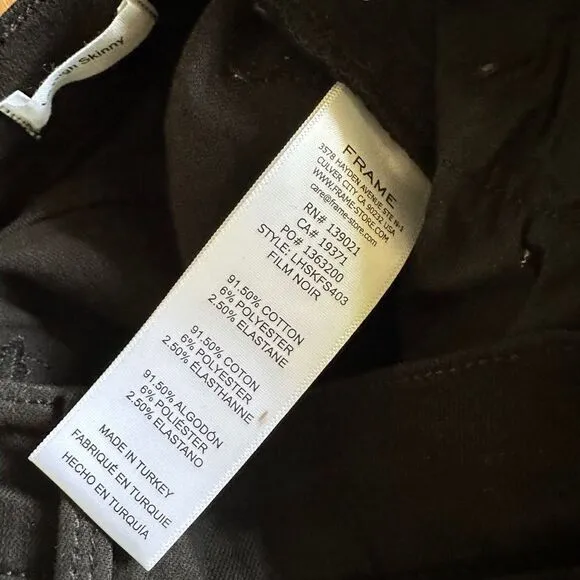 Skinny
FRAME
3578 HAYDEN AVENUE STE N-1
CULVER CITY CA 90232 USA
WWW.FRAME-STORE.COM
care@frame-store.com
RN# 139021
CA# 19371
PO# 1363200
STYLE: LHSKFS403
FILM NOIR
91.50% COTTON
6% POLYESTER
2.50% ELASTANE
91.50% COTON
6% POLYESTER
2.50% ÉLASTHANNE
91.50% ALGODÓN
6% POLIÉSTER
2.50% ELASTANO
MADE IN TURKEY
FABRIQUÉ EN TURQUIE
HECHO EN TURQUÍA